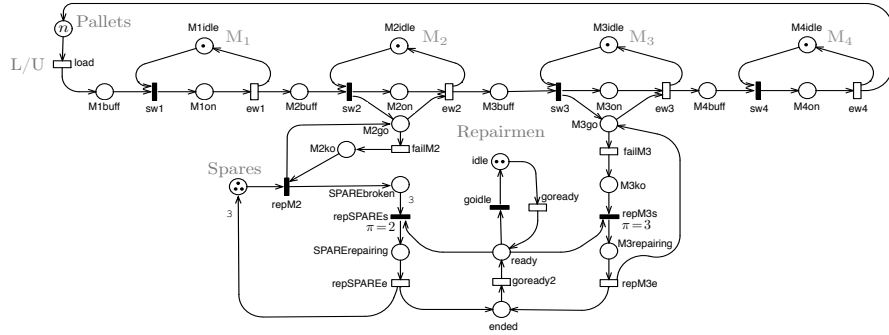 Pallets
n
M1idle
M1
M2idle
M2
M3idle
M3
M4idle
M4
L/U
load
M1buff
sw1
M1on
ew1
M2buff
sw2
M2on
ew2
M3buff
sw3
M3on
ew3
M4buff
sw4
M4on
ew4
M2go
Repairmen
M3go
M2ko
failM2
idle
failM3
Spares
SPAREbroken
M3ko
repM2
goidle
goready
3
3
repSPAREs
π=2
repM3s
π=3
SPARErepairing
ready
M3repairing
repSPAREe
goready2
repM3e
ended